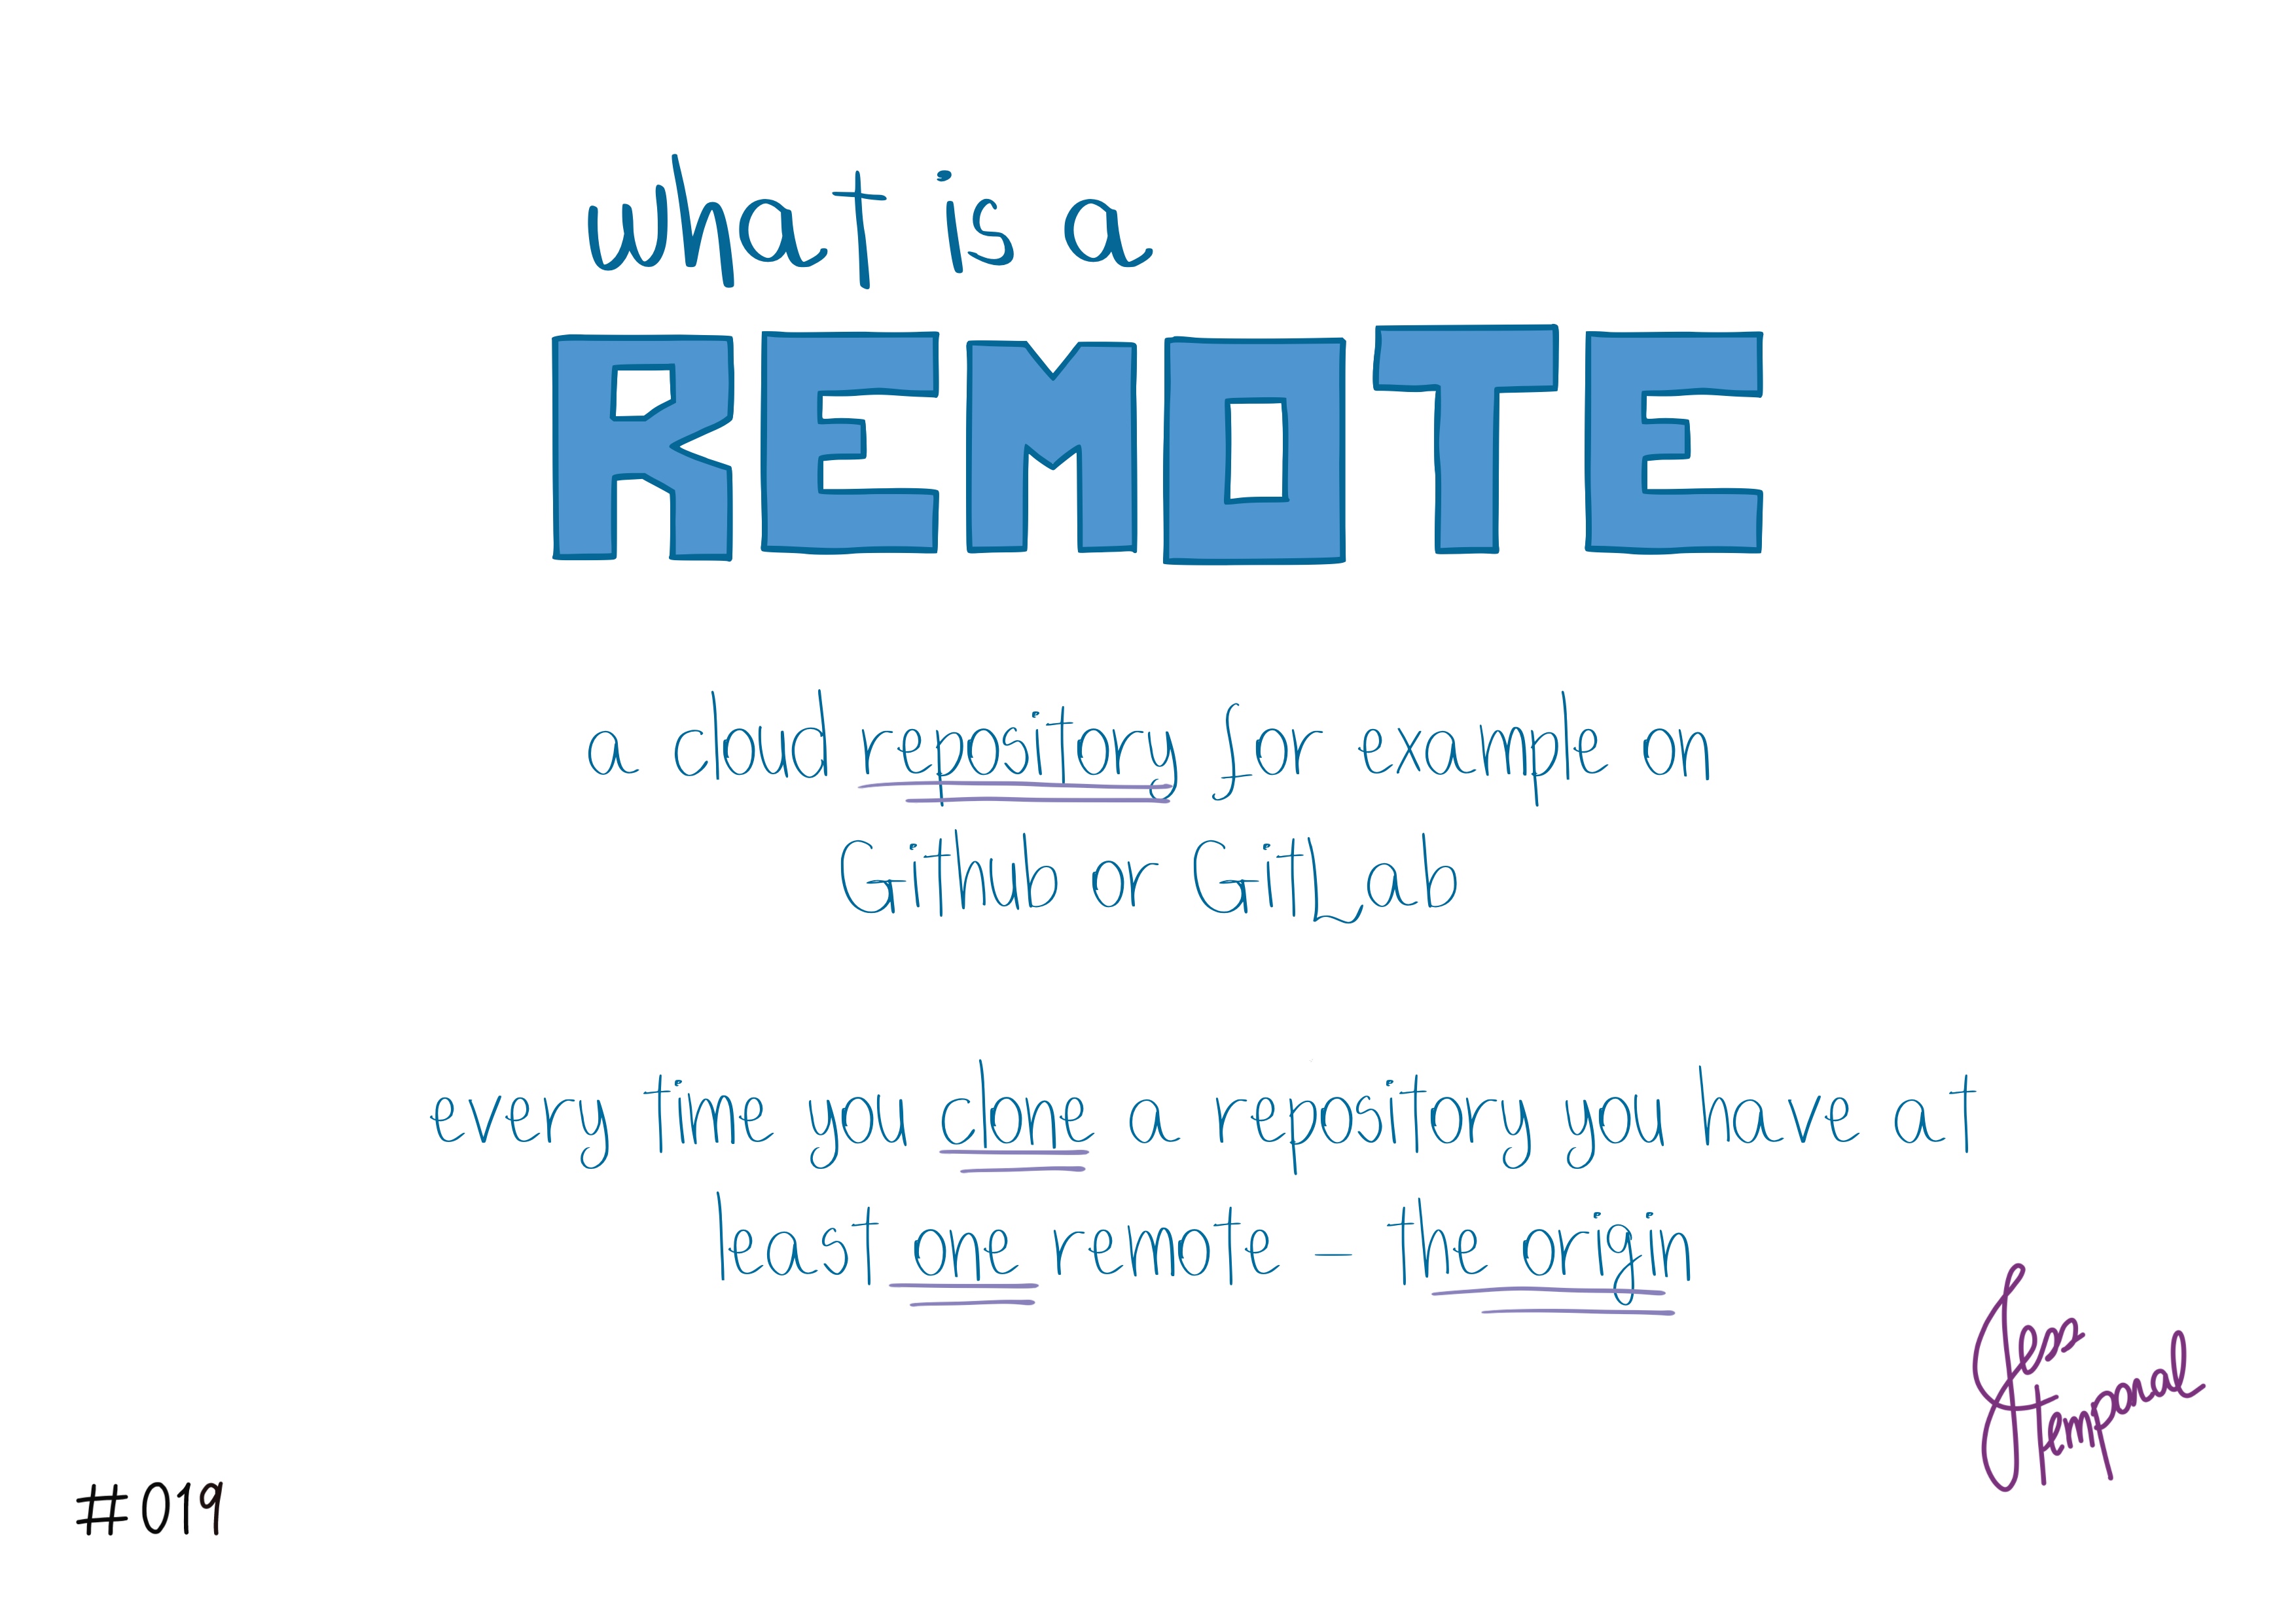 what is a
REMOTE
a cloud repository for example on
Github or GitLab
every time you clone a repository you have at
least one remote – the origin
Jess
Temporal
#019